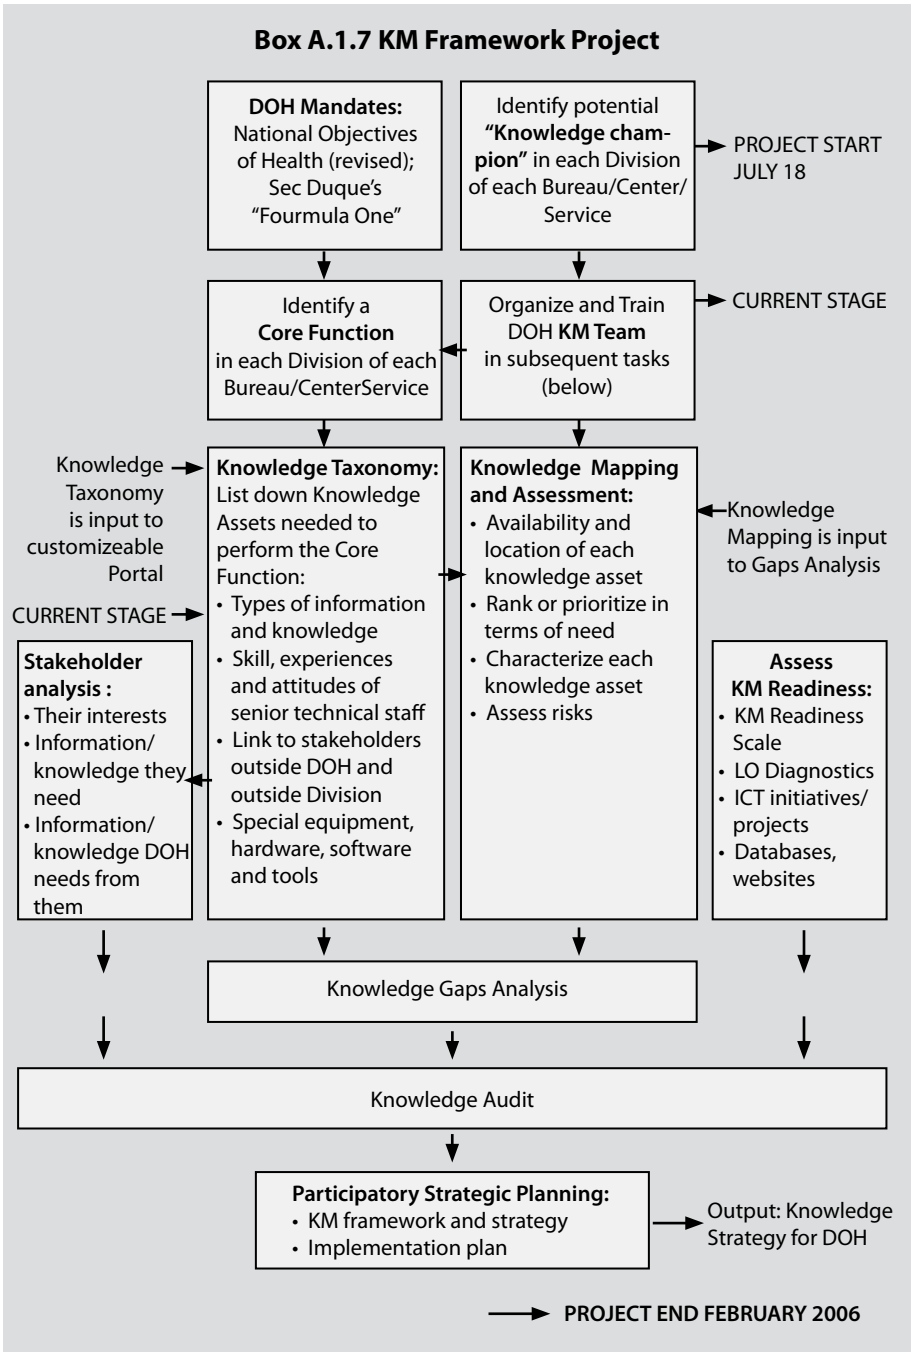 Box A.1.7 KM Framework Project
DOH Mandates:
National Objectives
of Health (revised);
Sec Duque’s
“Fourmula One”
Identify potential
“Knowledge cham-
pion” in each Division
of each Bureau/Center/
Service
PROJECT START
JULY 18
Identify a
Core Function
in each Division of each
Bureau/CenterService
Organize and Train
DOH KM Team
in subsequent tasks
(below)
CURRENT STAGE
Knowledge
Taxonomy
is input to
customizeable
Portal
CURRENT STAGE
Knowledge Taxonomy:
List down Knowledge
Assets needed to
perform the Core
Function:
• Types of information
and knowledge
• Skill, experiences
and attitudes of
senior technical staff
• Link to stakeholders
outside DOH and
outside Division
• Special equipment,
hardware, software
and tools
Knowledge Mapping
and Assessment:
• Availability and
location of each
knowledge asset
• Rank or prioritize in
terms of need
• Characterize each
knowledge asset
• Assess risks
Knowledge
Mapping is input
to Gaps Analysis
Stakeholder
analysis :
• Their interests
• Information/
knowledge they
need
• Information/
knowledge DOH
needs from
them
Assess
KM Readiness:
• KM Readiness
Scale
• LO Diagnostics
• ICT initiatives/
projects
• Databases,
websites
Knowledge Gaps Analysis
Knowledge Audit
Participatory Strategic Planning:
• KM framework and strategy
• Implementation plan
Output: Knowledge
Strategy for DOH
PROJECT END FEBRUARY 2006